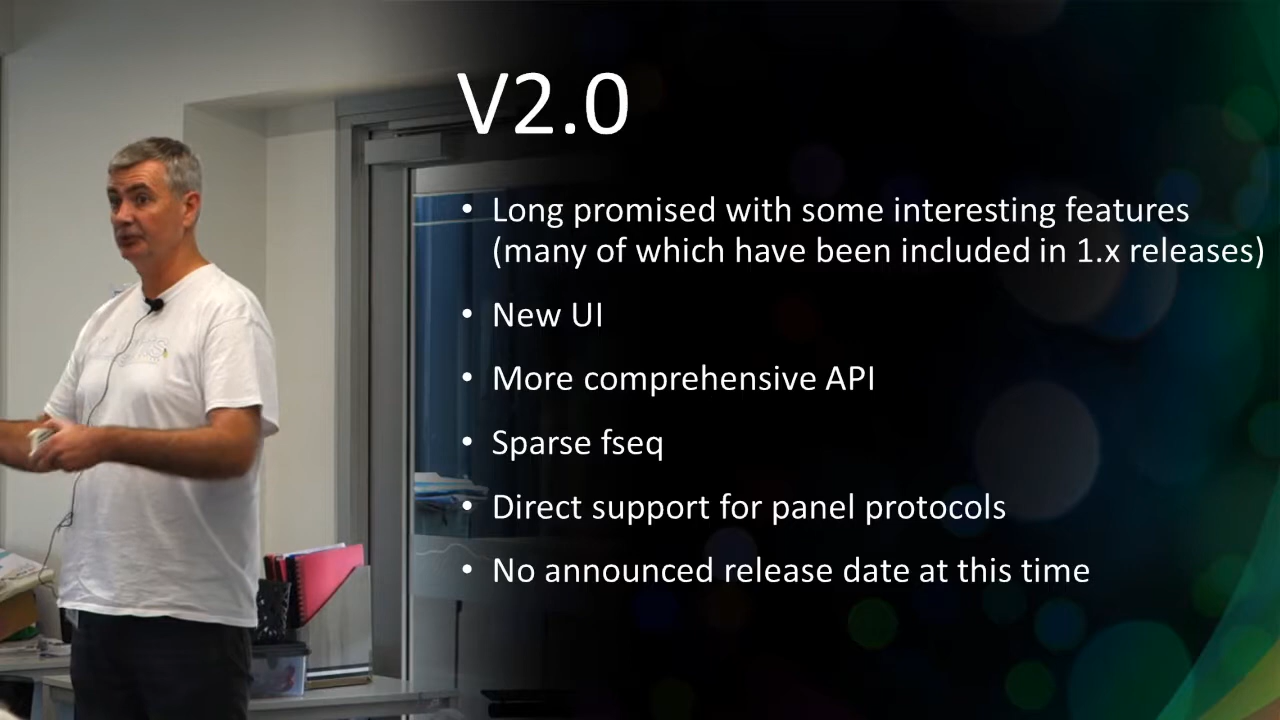 V2.0
• Long promised with some interesting features
(many of which have been included in 1.x releases)
• New UI
• More comprehensive API
• Sparse fseq
• Direct support for panel protocols
• No announced release date at this time